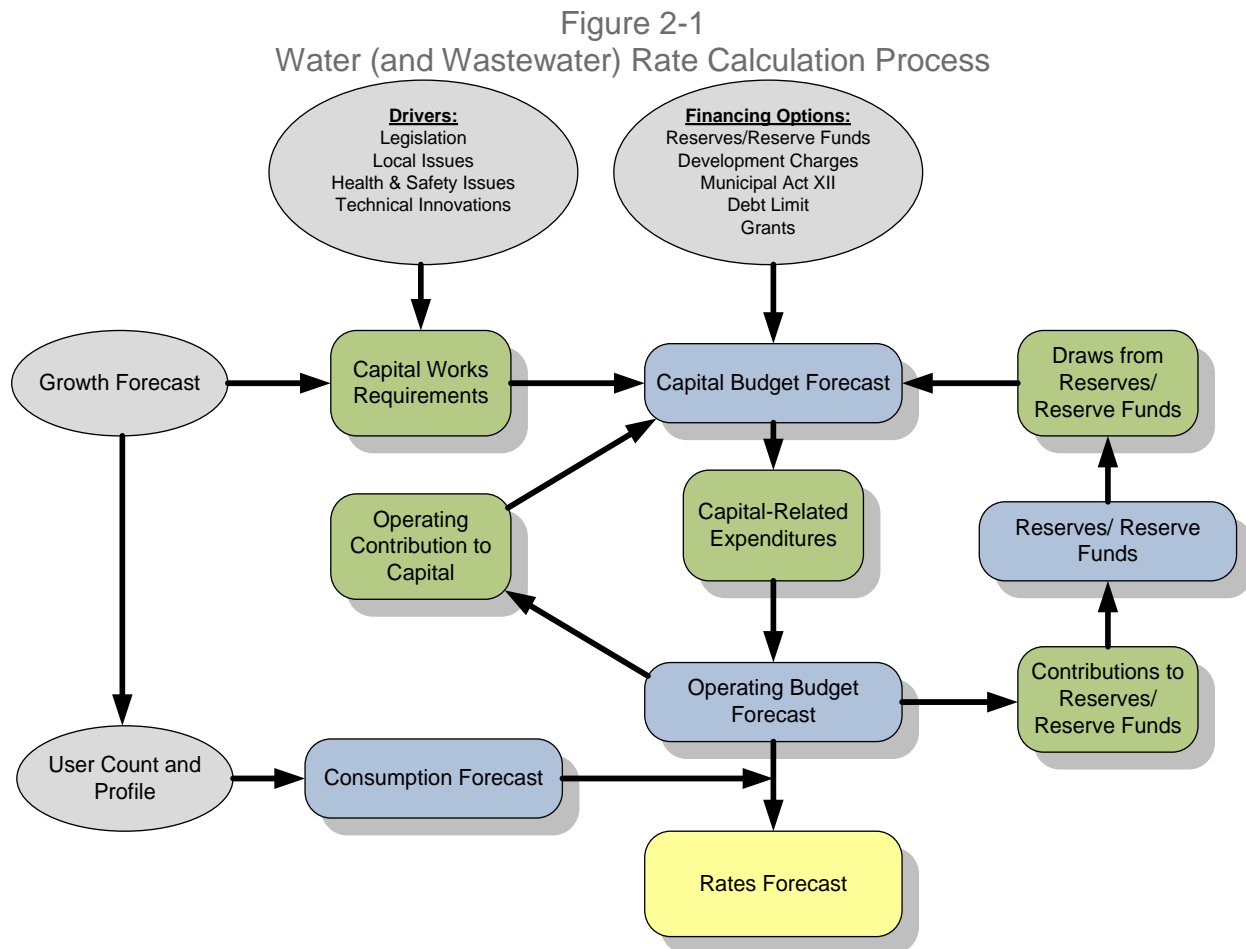 Figure 2-1
Water (and Wastewater) Rate Calculation Process
Drivers:
Legislation
Local Issues
Health & Safety Issues
Technical Innovations
Financing Options:
Reserves/Reserve Funds
Development Charges
Municipal Act XII
Debt Limit
Grants
Growth Forecast
Capital Works
Requirements
Capital Budget Forecast
Draws from
Reserves/
Reserve Funds
Operating
Contribution to
Capital
Capital-Related
Expenditures
Reserves/ Reserve
Funds
Operating Budget
Forecast
Contributions to
Reserves/
Reserve Funds
User Count and
Profile
Consumption Forecast
Rates Forecast